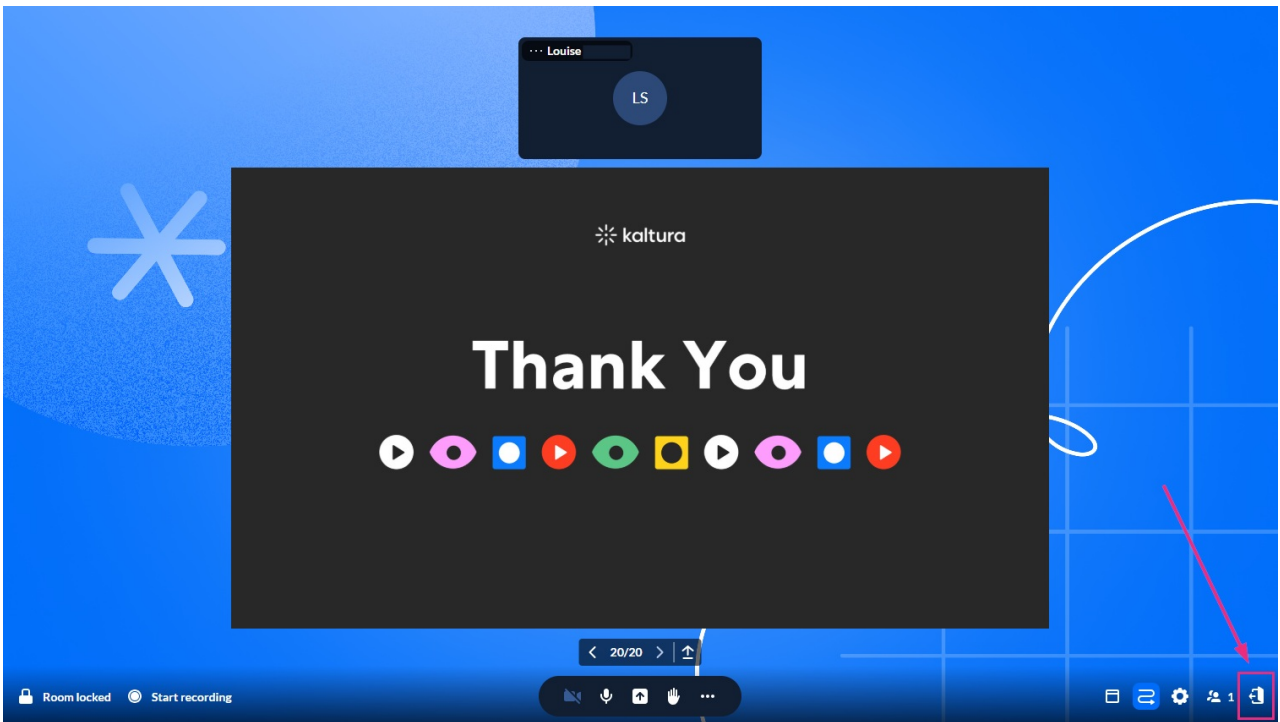 ··· Louise
LS
kaltura
Thank You
20/20
Room locked
Start recording
1